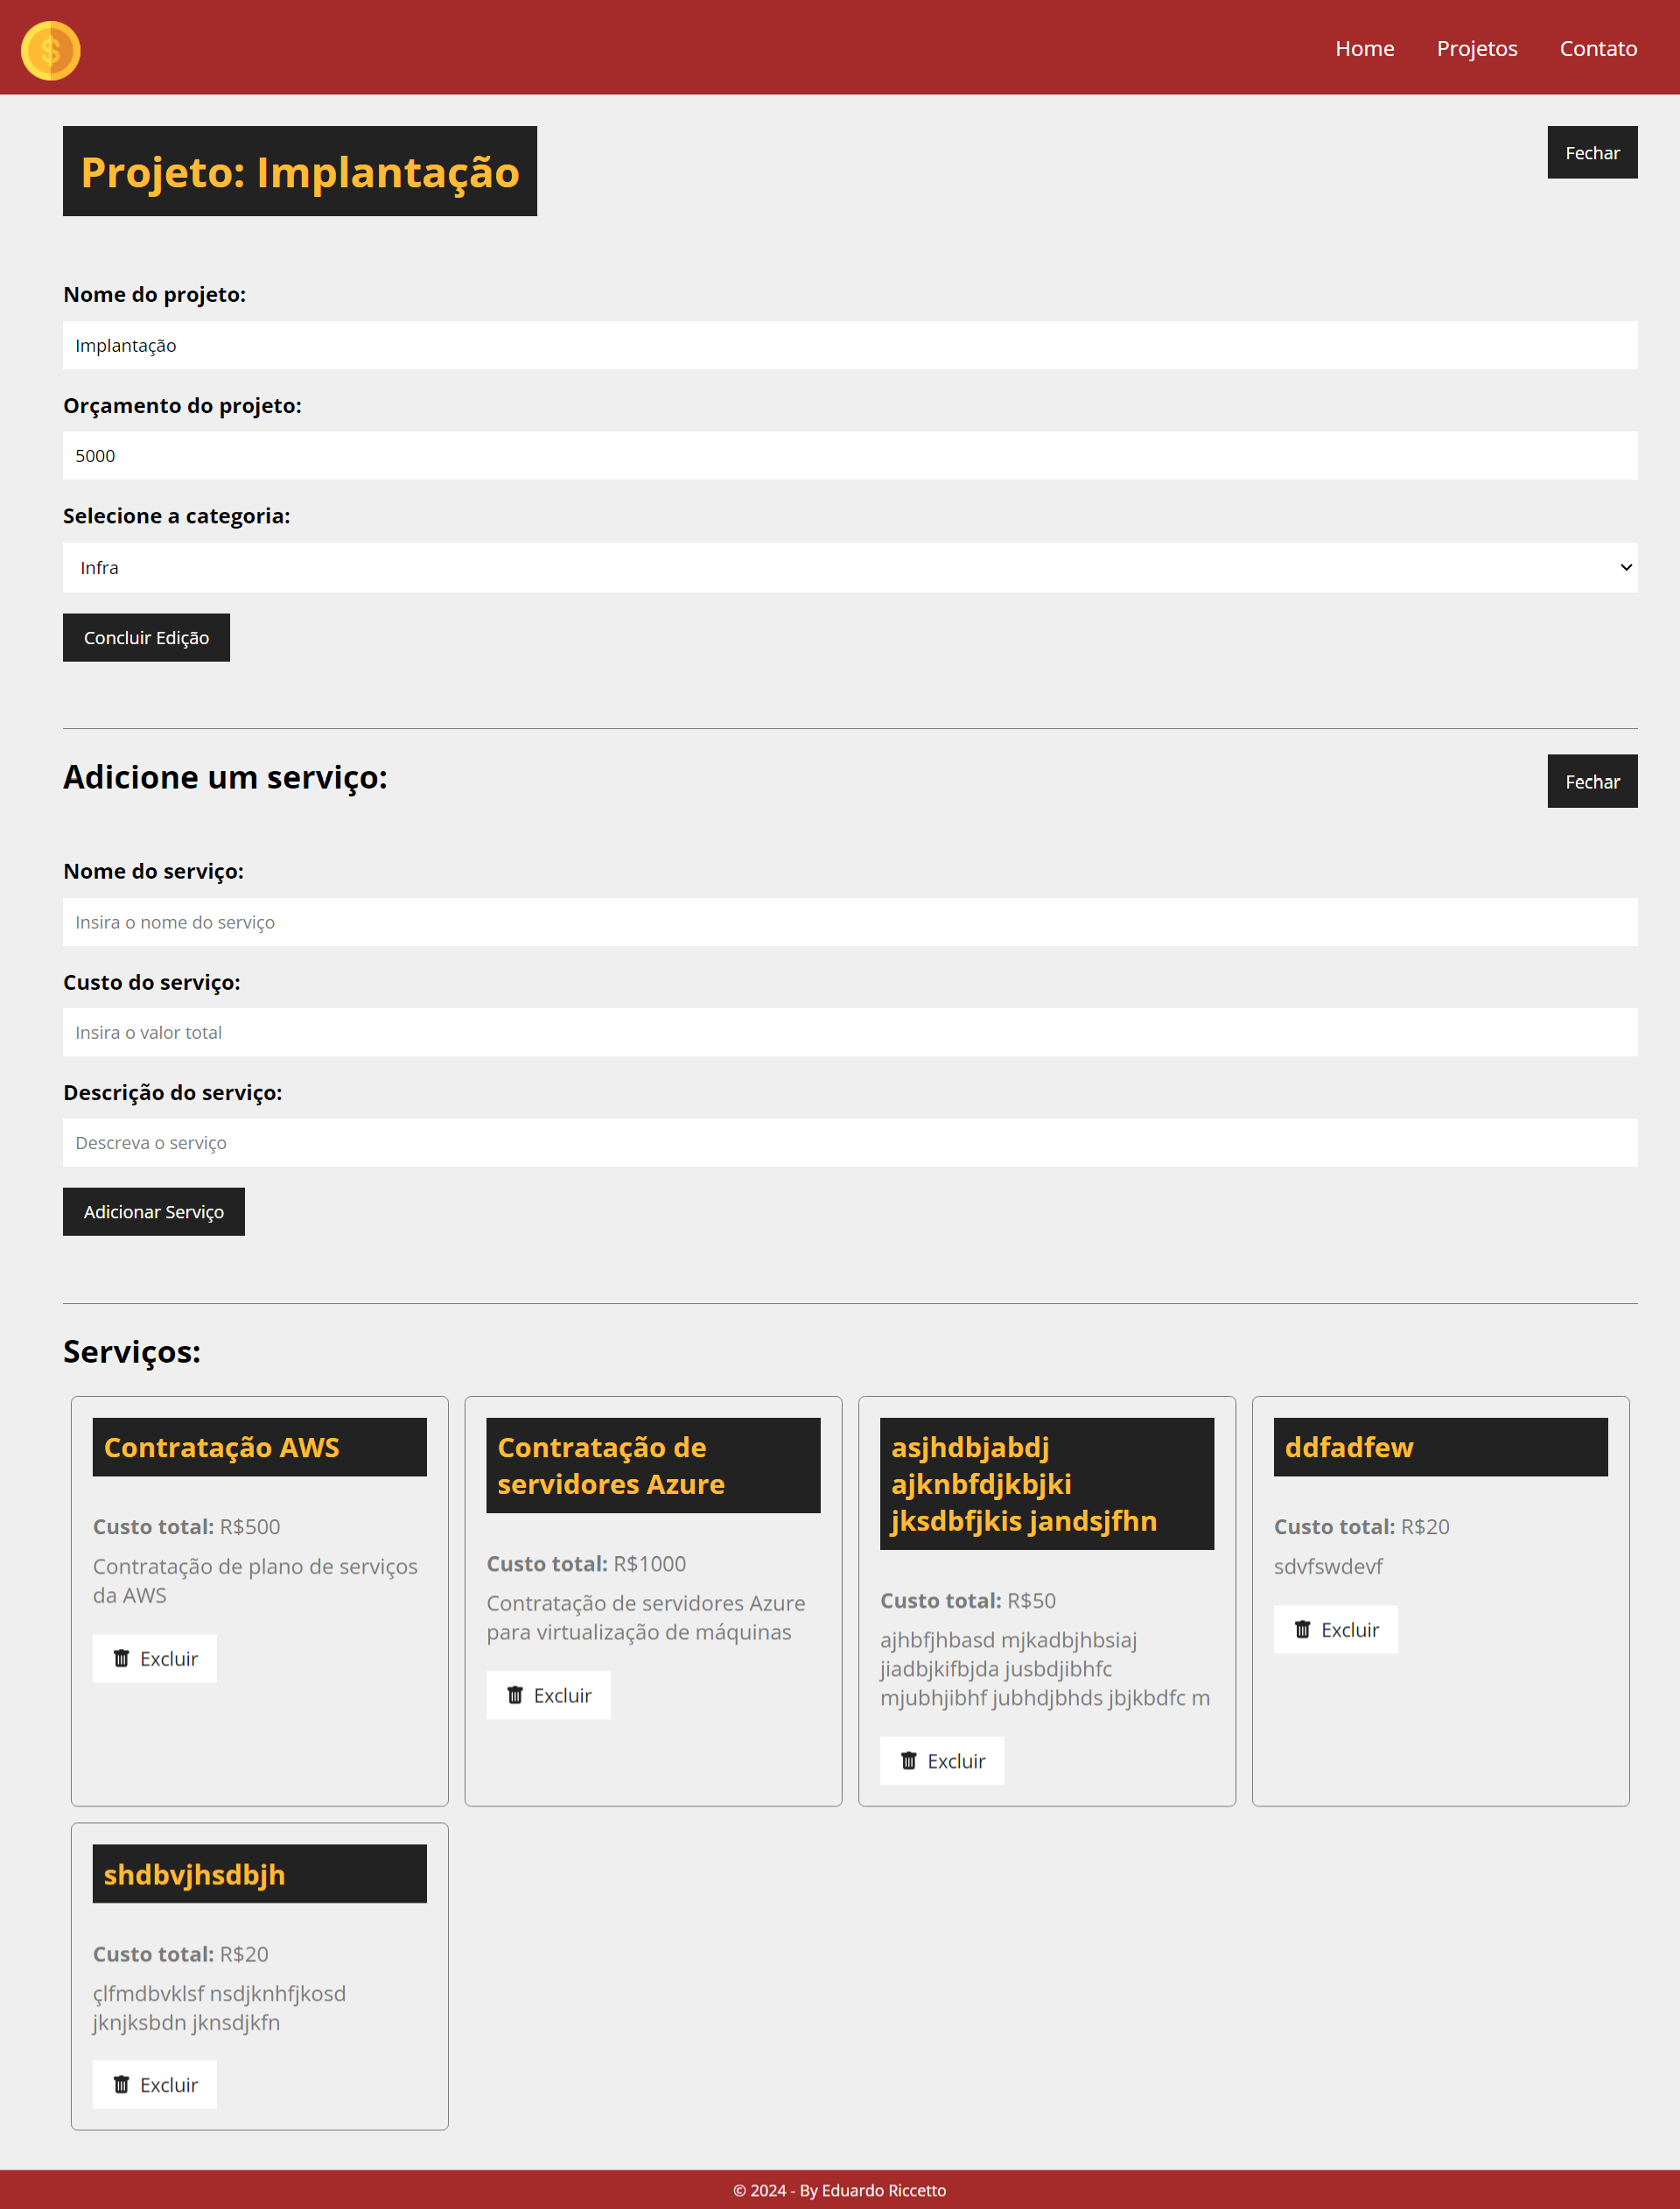 $
Home Projetos Contato
Projeto: Implantação
Fechar
Nome do projeto:
Implantação
Orçamento do projeto:
5000
Selecione a categoria:
Infra
Concluir Edição
Adicione um serviço:
Fechar
Nome do serviço:
Insira o nome do serviço
Custo do serviço:
Insira o valor total
Descrição do serviço:
Descreva o serviço
Adicionar Serviço
Serviços:
Contratação AWS
Custo total: R$500
Contratação de plano de serviços
da AWS
Excluir
Contratação de
servidores Azure
Custo total: R$1000
Contratação de servidores Azure
para virtualização de máquinas
Excluir
asjhdbjabdj
ajknbfdjkbjki
jksdbfjkis jandsjfhn
Custo total: R$50
ajhbfjhbasd mjkadbjhbsiaj
jiadbjkifbjda jusbdjibhfc
mjubhjibhf jubhdjbhds jbjkbdfc m
Excluir
ddfadfew
Custo total: R$20
sdvfswdevf
Excluir
shdbvjhsdbjh
Custo total: R$20
çlfmdbvklsf nsdjknhfjkosd
jknjksbdn jknsdjkfn
Excluir
© 2024 - By Eduardo Riccetto